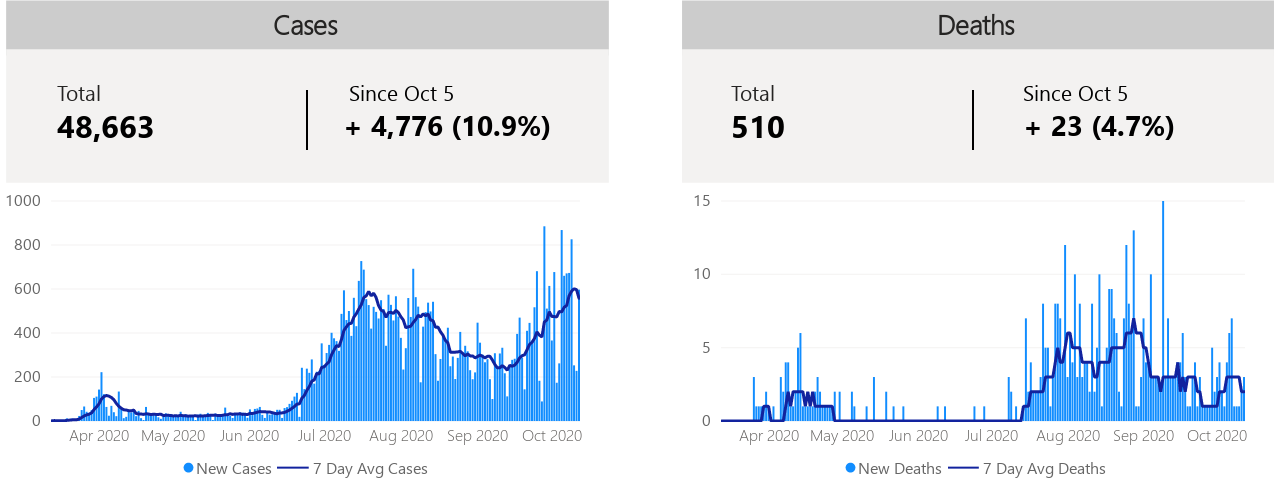 Cases
Total
48,663
Since Oct 5
+ 4,776 (10.9%)
1000
800
600
400
200
0
Apr 2020 May 2020 Jun 2020 Jul 2020 Aug 2020 Sep 2020 Oct 2020
New Cases 7 Day Avg Cases
Deaths
Total
510
Since Oct 5
+ 23 (4.7%)
15
10
5
0
Apr 2020 May 2020 Jun 2020 Jul 2020 Aug 2020 Sep 2020 Oct 2020
New Deaths 7 Day Avg Deaths